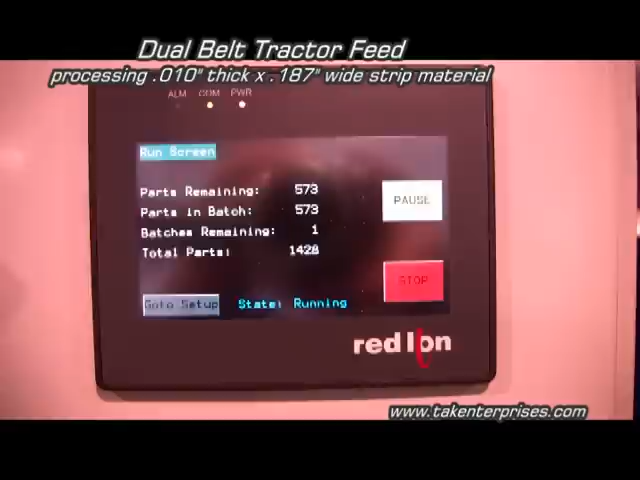 Dual Belt Tractor Feed
processing .010" thick x .187" wide strip material
ALM COM PWR
Run Screen
Parts Remaining: 573
PAUSE
Parts in Batch: 573
Batches Remaining: 1
Total Parts: 1428
STOP
Goto Setup State: Running
red lion
www.takenterprises.com